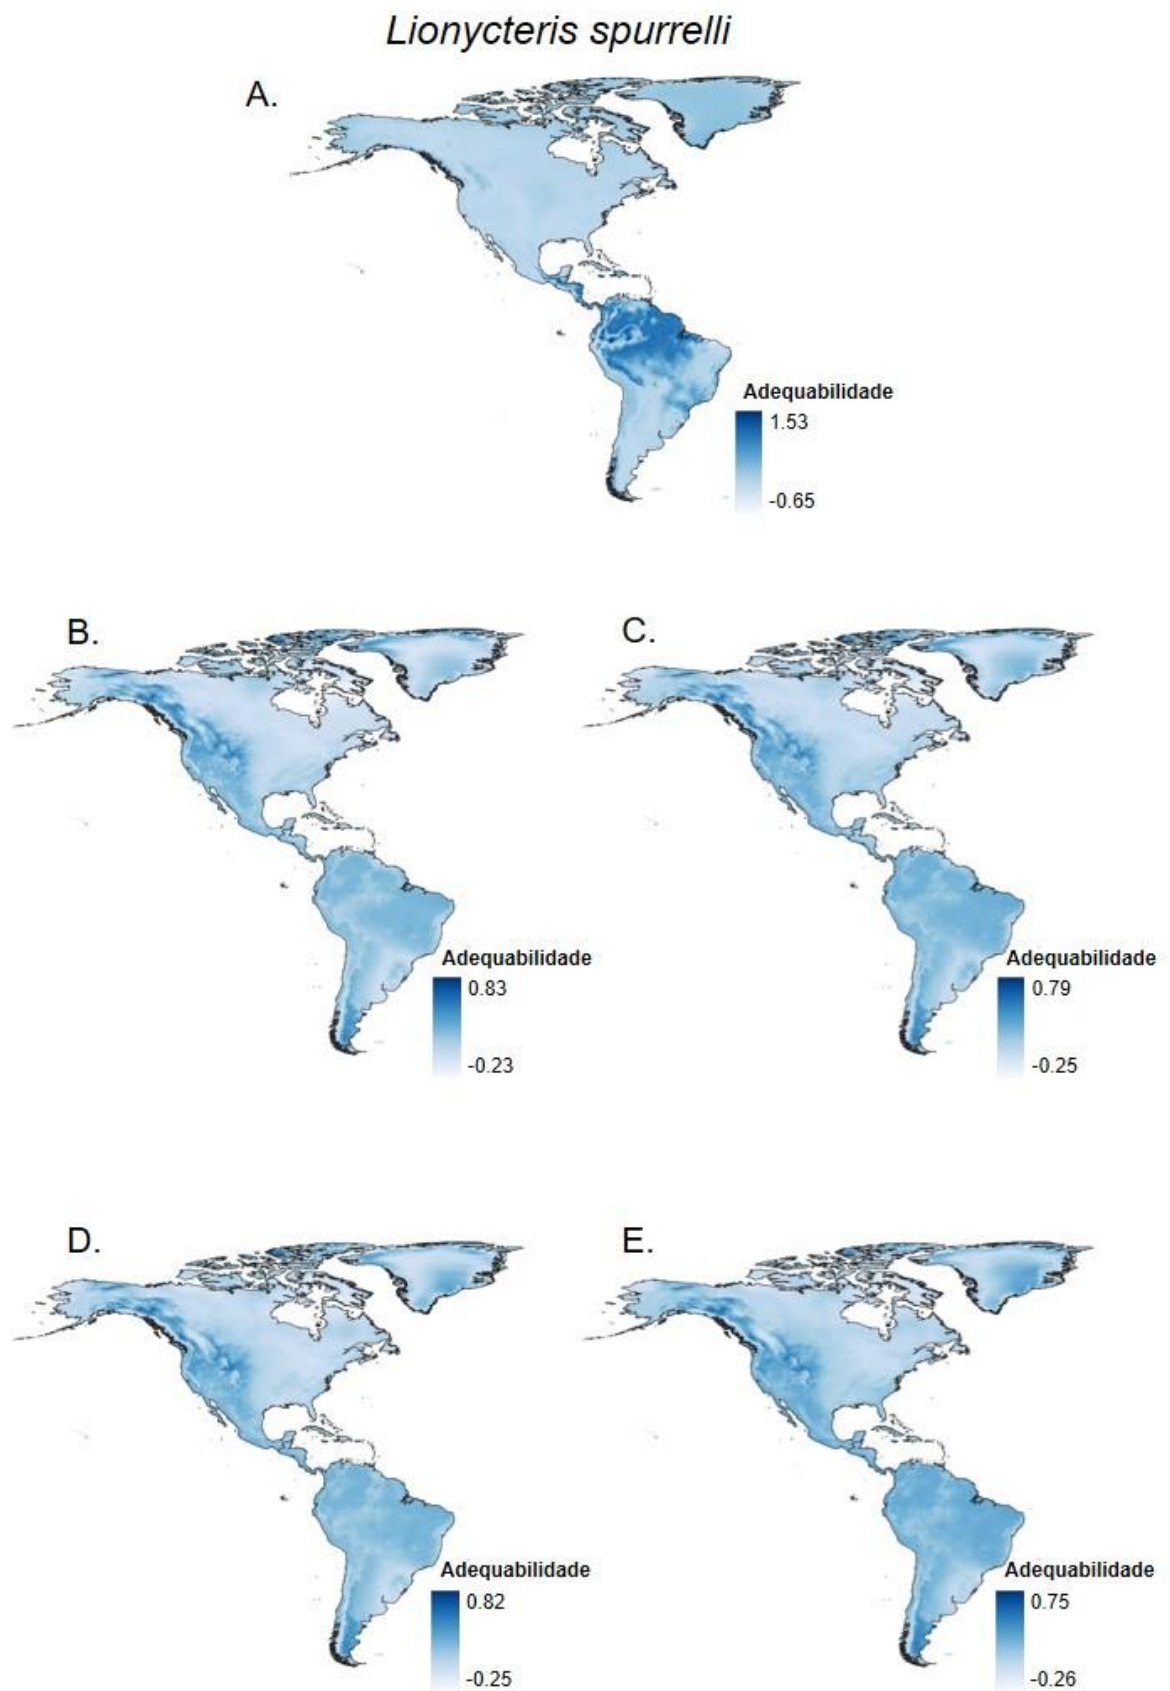 Lionycteris spurrelli
A.
Adequabilidade
1.53
-0.65
B.
C.
Adequabilidade
0.83
-0.23
Adequabilidade
0.79
-0.25
D.
E.
Adequabilidade
0.82
-0.25
Adequabilidade
0.75
-0.26